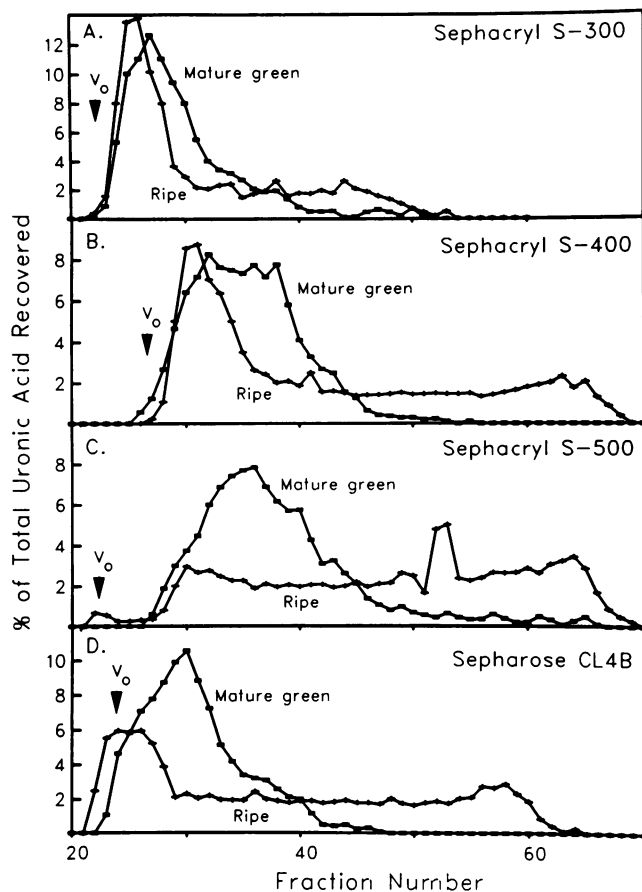 A.
Sephacryl S-300
12
10
8
6
4
2
Vo
Mature green
Ripe
B.
Sephacryl S-400
8
6
4
2
Vo
Mature green
Ripe
C.
Sephacryl S-500
8
6
4
2
Vo
Mature green
Ripe
D.
Sepharose CL4B
10
8
6
4
2
Vo
Mature green
Ripe
20
40
60
Fraction Number
% of Total Uronic Acid Recovered